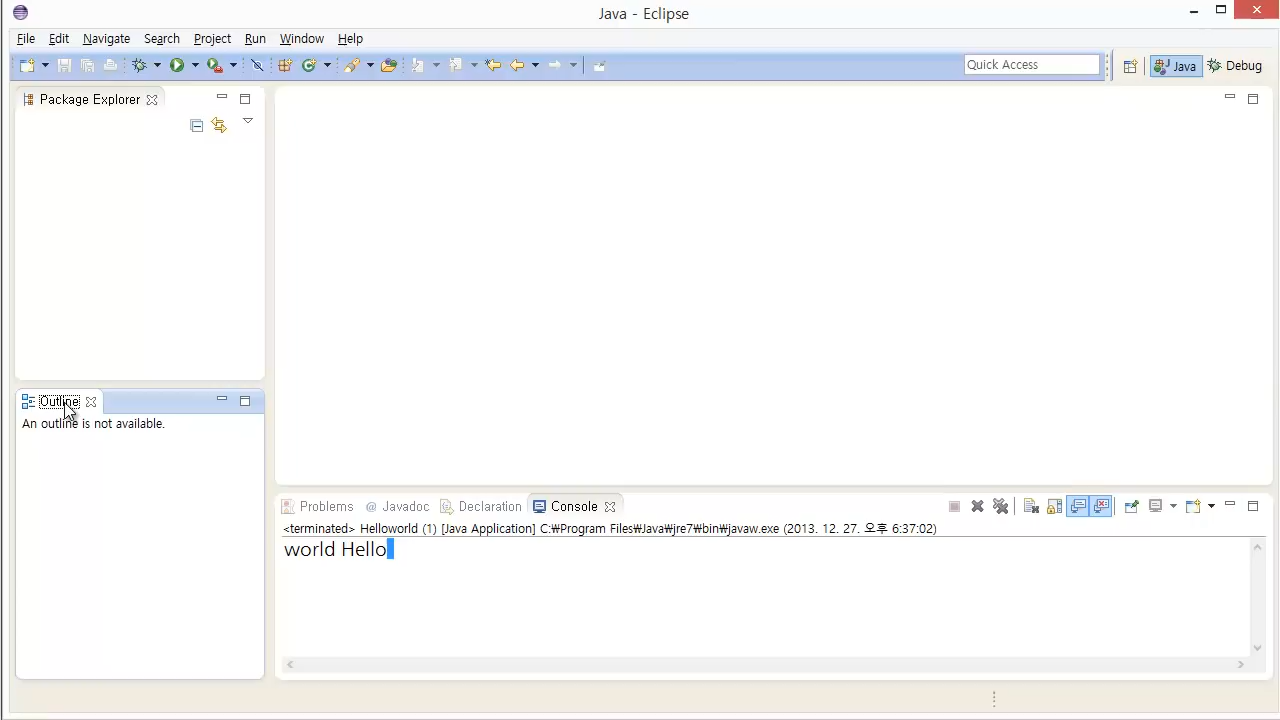 Java - Eclipse
File Edit Navigate Search Project Run Window Help
Quick Access
Java
Debug
Package Explorer
Outline
An outline is not available.
Problems @ Javadoc Declaration Console
<terminated> Helloworld (1) [Java Application] C:₩Program Files₩Java₩jre7₩bin₩javaw.exe (2013. 12. 27. 오후 6:37:02)
world Hello